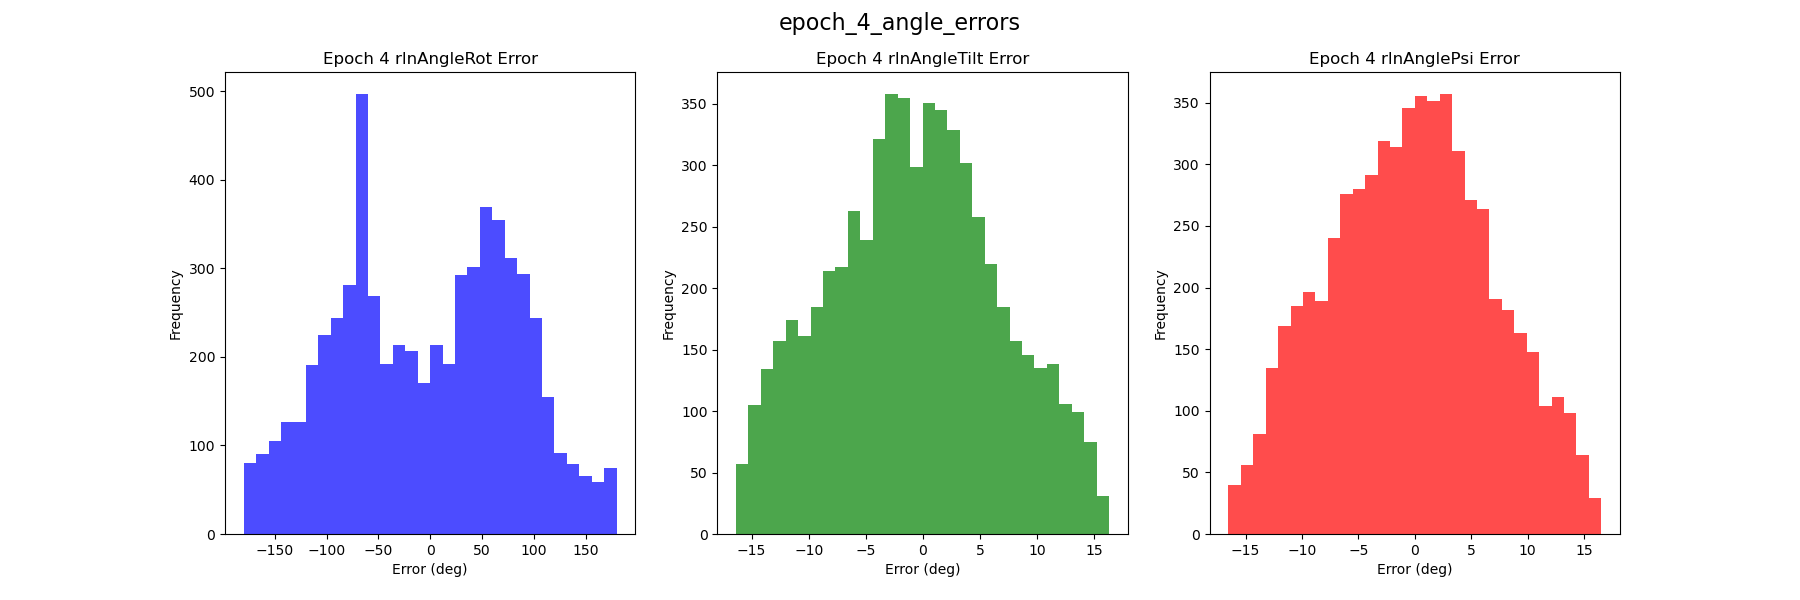 epoch_4_angle_errors
Epoch 4 rlnAngleRot Error
500
400
300
200
100
0
−150 −100 −50 0 50 100 150
Frequency
Error (deg)
Epoch 4 rlnAngleTilt Error
350
300
250
200
150
100
50
0
−15 −10 −5 0 5 10 15
Frequency
Error (deg)
Epoch 4 rlnAnglePsi Error
350
300
250
200
150
100
50
0
−15 −10 −5 0 5 10 15
Frequency
Error (deg)